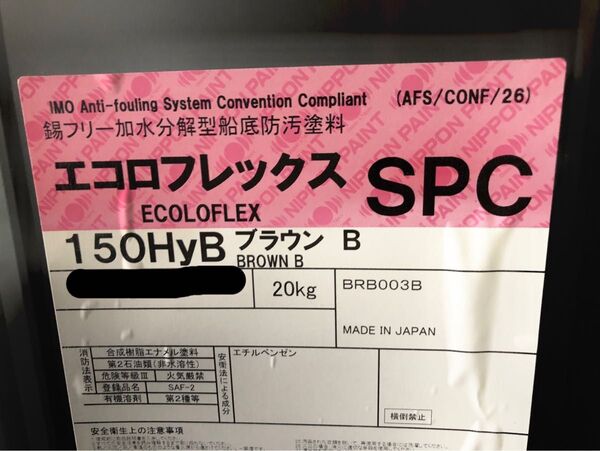 IMO Anti-fouling System Convention Compliant (AFS/CONF/26)
錫フリー加水分解型船底防汚塗料
NIPPON PAINT
エコロフレックス SPC
ECOLOFLEX
150HyB ブラウン B
BROWN B
20kg
BRB003B
MADE IN JAPAN
消防法表示
合成樹脂エナメル塗料
第2石油類(非水溶性)
危険等級Ⅲ 火気厳禁
登録品名 SAF-2
有機溶剤 第2種等
安衛法による成分
エチルベンゼン
横倒禁止
安全衛生上の注意事項